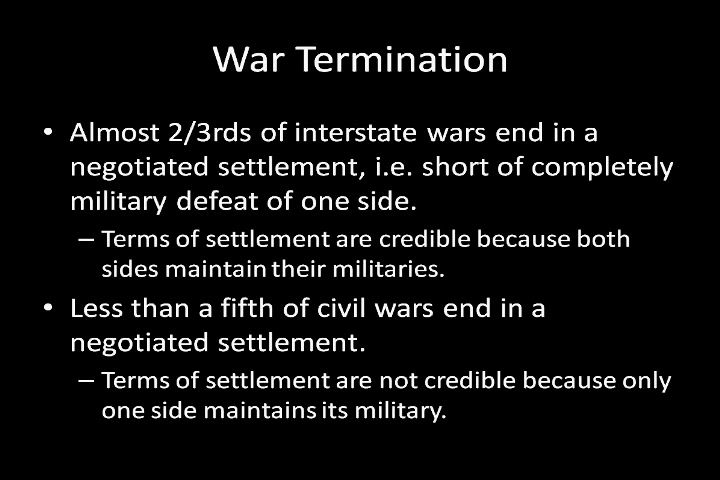 War Termination
• Almost 2/3rds of interstate wars end in a
negotiated settlement, i.e. short of completely
military defeat of one side.
– Terms of settlement are credible because both
sides maintain their militaries.
• Less than a fifth of civil wars end in a
negotiated settlement.
– Terms of settlement are not credible because only
one side maintains its military.